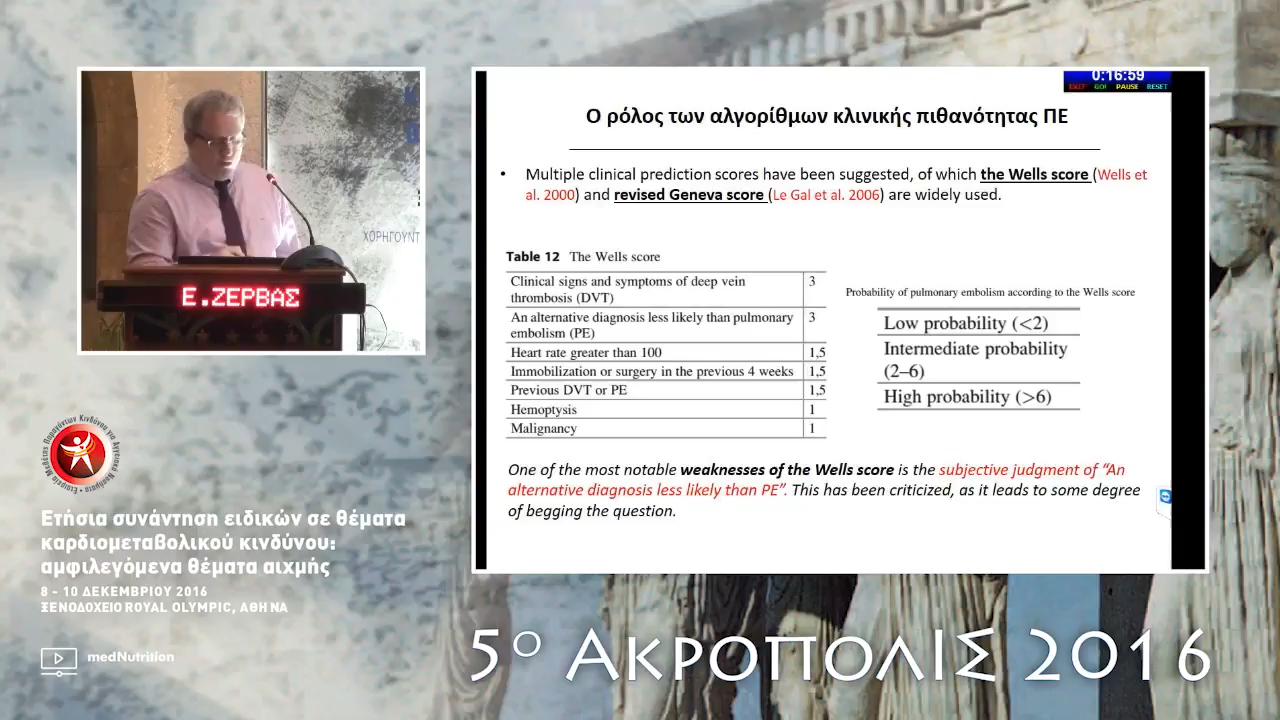 0:16:59
EXIT GO! PAUSE RESET
Ο ρόλος των αλγορίθμων κλινικής πιθανότητας ΠΕ
• Multiple clinical prediction scores have been suggested, of which the Wells score (Wells et
al. 2000) and revised Geneva score (Le Gal et al. 2006) are widely used.
Table 12 The Wells score
Clinical signs and symptoms of deep vein 3
thrombosis (DVT)
An alternative diagnosis less likely than pulmonary 3
embolism (PE)
Heart rate greater than 100 1,5
Immobilization or surgery in the previous 4 weeks 1,5
Previous DVT or PE 1,5
Hemoptysis 1
Malignancy 1
Probability of pulmonary embolism according to the Wells score
Low probability (<2)
Intermediate probability
(2–6)
High probability (>6)
One of the most notable weaknesses of the Wells score is the subjective judgment of “An
alternative diagnosis less likely than PE”. This has been criticized, as it leads to some degree
of begging the question.
ΧΟΡΗΓΟΥΝΤ
Ε.ΖΕΡΒΑΣ
Ετήσια συνάντηση ειδικών σε θέματα
καρδιομεταβολικού κινδύνου:
αμφιλεγόμενα θέματα αιχμής
8 - 10 ΔΕΚΕΜΒΡΙΟΥ 2016
ΞΕΝΟΔΟΧΕΙΟ ROYAL OLYMPIC, ΑΘΗΝΑ
medNutrition
5ο ΑΚΡΟΠΟΛΙΣ 2016